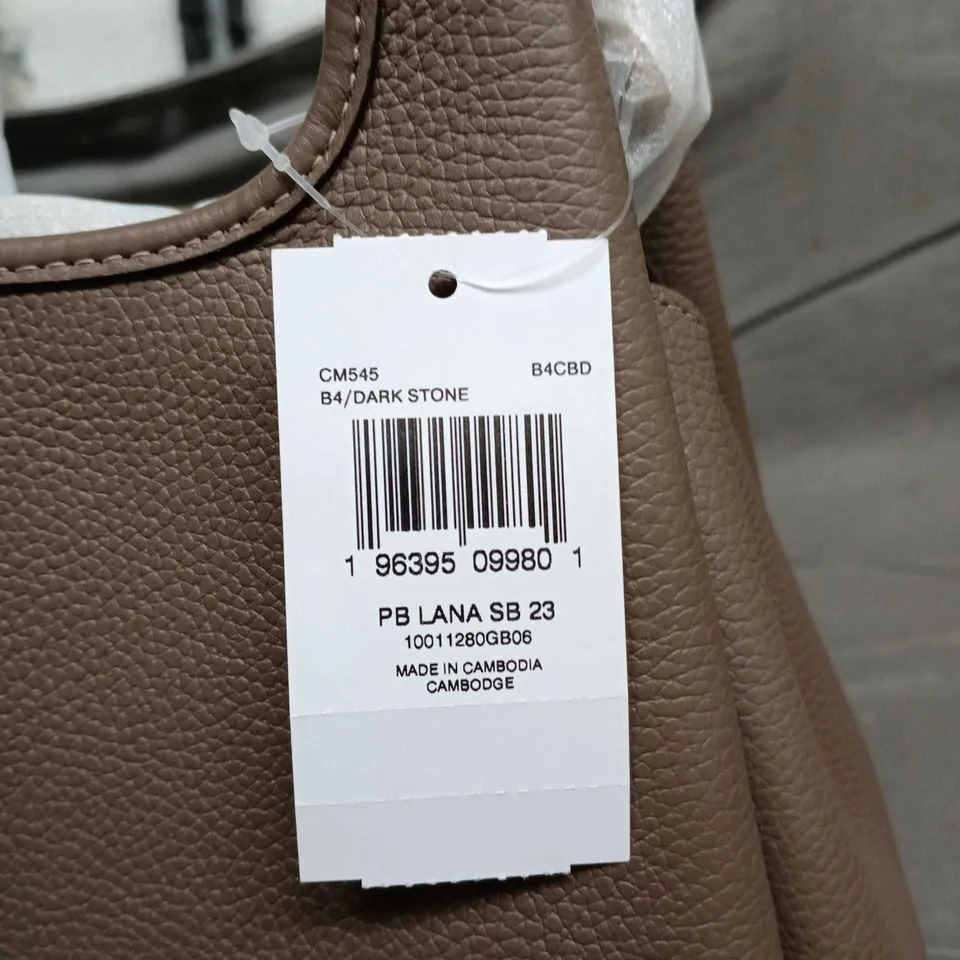 CM545 B4CBD
B4/DARK STONE
1 96395 09980 1
PB LANA SB 23
10011280GB06
MADE IN CAMBODIA
CAMBODGE